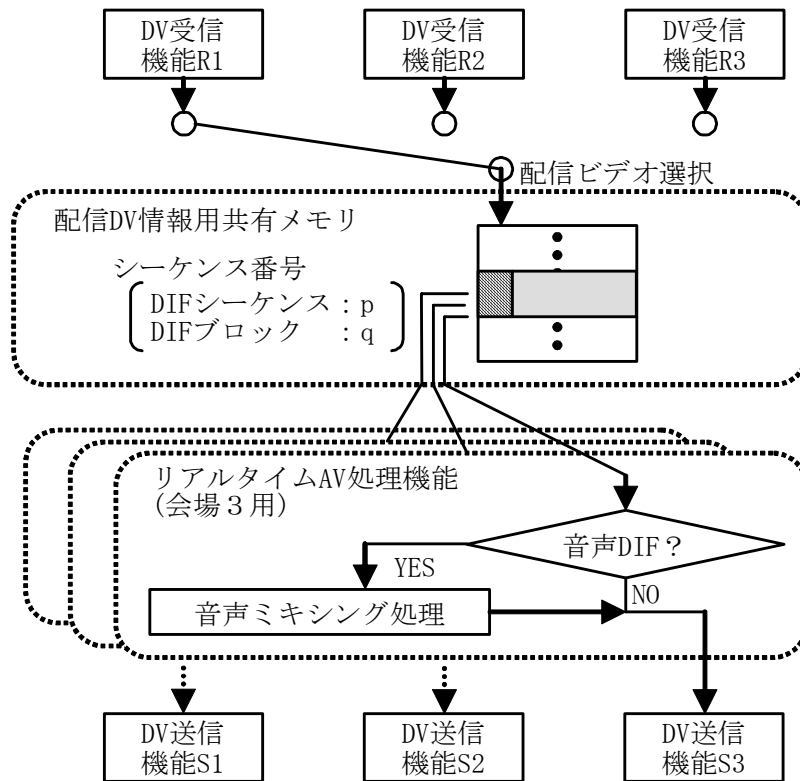 DV受信
機能R1
DV受信
機能R2
DV受信
機能R3
配信ビデオ選択
配信DV情報用共有メモリ
シーケンス番号
DIFシーケンス:p
DIFブロック :q
リアルタイムAV処理機能
(会場3用)
音声DIF?
YES
音声ミキシング処理
NO
DV送信
機能S1
DV送信
機能S2
DV送信
機能S3